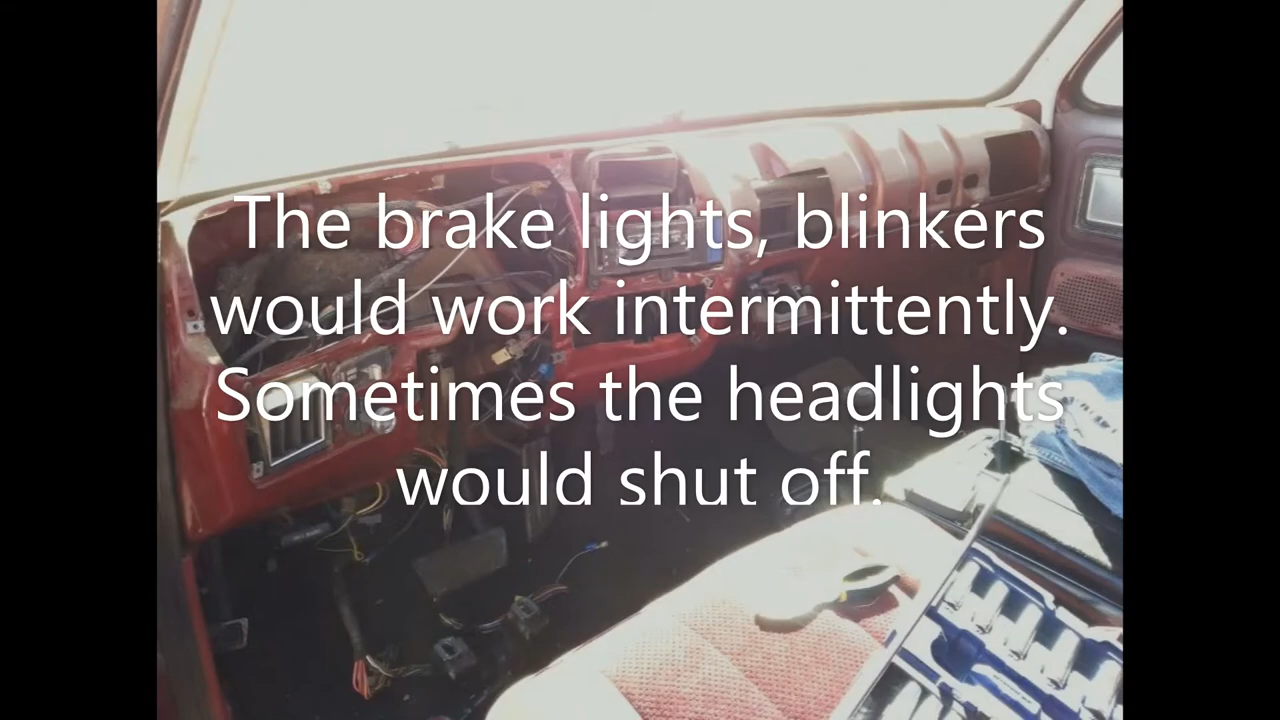 The brake lights, blinkers
would work intermittently.
Sometimes the headlights
would shut off.